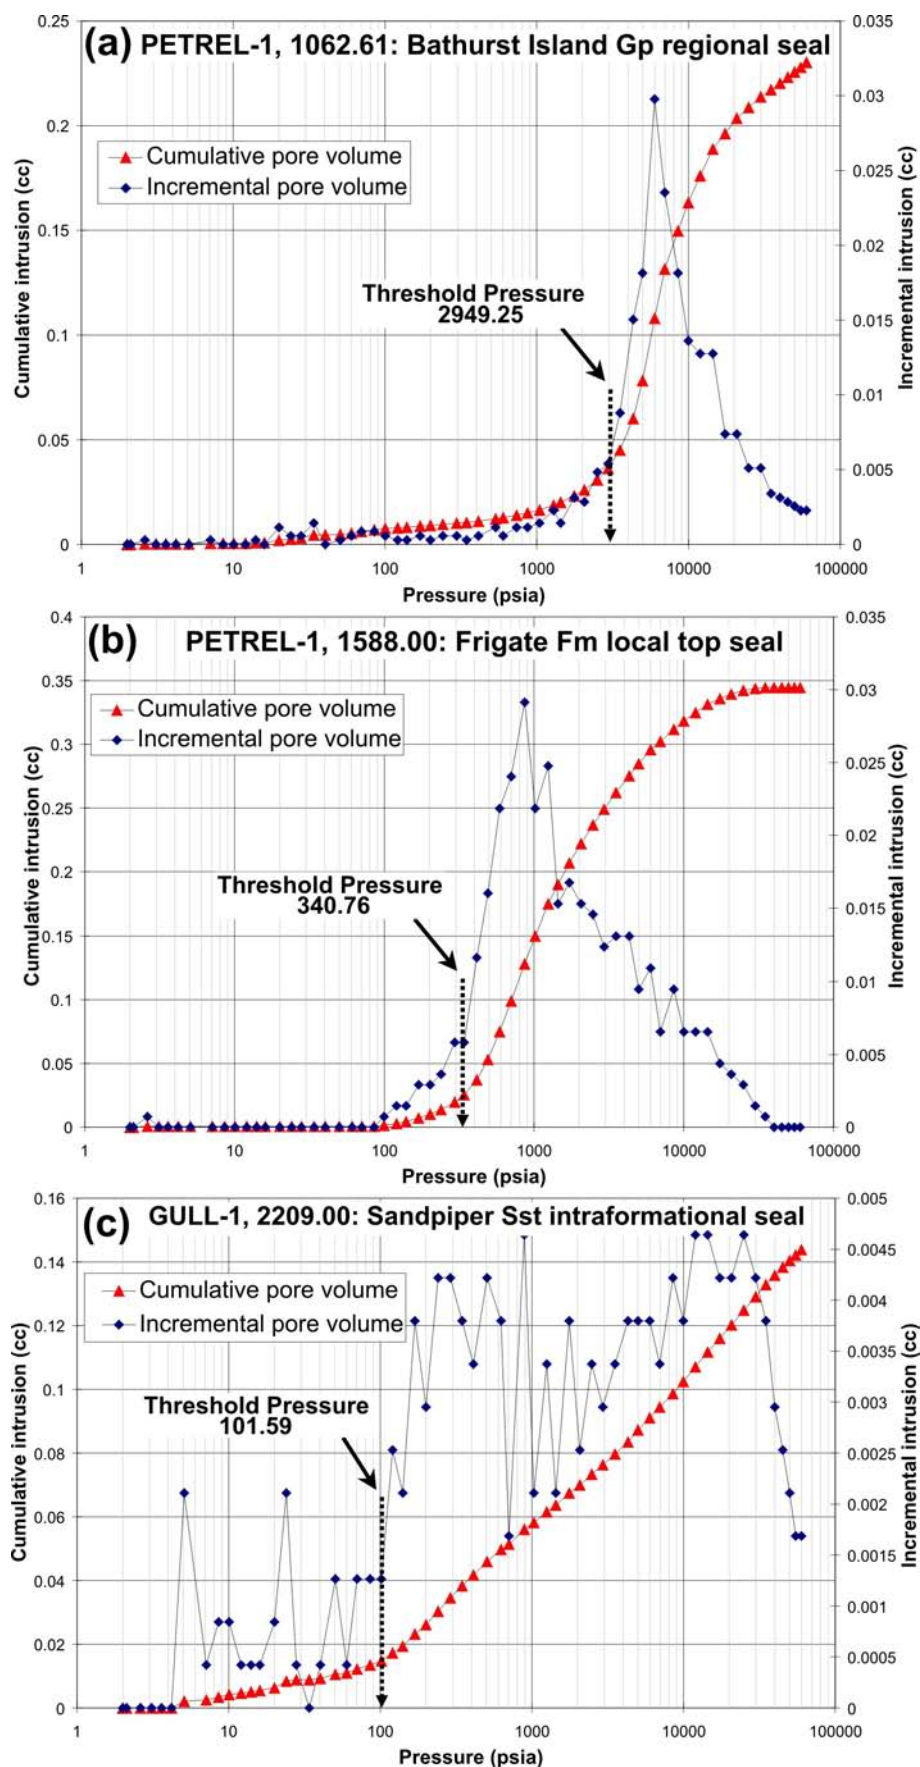 (a) PETREL-1, 1062.61: Bathurst Island Gp regional seal
0.25
0.2
0.15
0.1
0.05
0
Cumulative intrusion (cc)
0.035
0.03
0.025
0.02
0.015
0.01
0.005
0
Incremental intrusion (cc)
Cumulative pore volume
Incremental pore volume
Threshold Pressure
2949.25
1 10 100 1000 10000 100000
Pressure (psia)
(b) PETREL-1, 1588.00: Frigate Fm local top seal
0.4
0.35
0.3
0.25
0.2
0.15
0.1
0.05
0
Cumulative intrusion (cc)
0.035
0.03
0.025
0.02
0.015
0.01
0.005
0
Incremental intrusion (cc)
Cumulative pore volume
Incremental pore volume
Threshold Pressure
340.76
1 10 100 1000 10000 100000
Pressure (psia)
(c) GULL-1, 2209.00: Sandpiper Sst intraformational seal
0.16
0.14
0.12
0.1
0.08
0.06
0.04
0.02
0
Cumulative intrusion (cc)
0.005
0.0045
0.004
0.0035
0.003
0.0025
0.002
0.0015
0.001
0.0005
0
Incremental intrusion (cc)
Cumulative pore volume
Incremental pore volume
Threshold Pressure
101.59
1 10 100 1000 10000 100000
Pressure (psia)